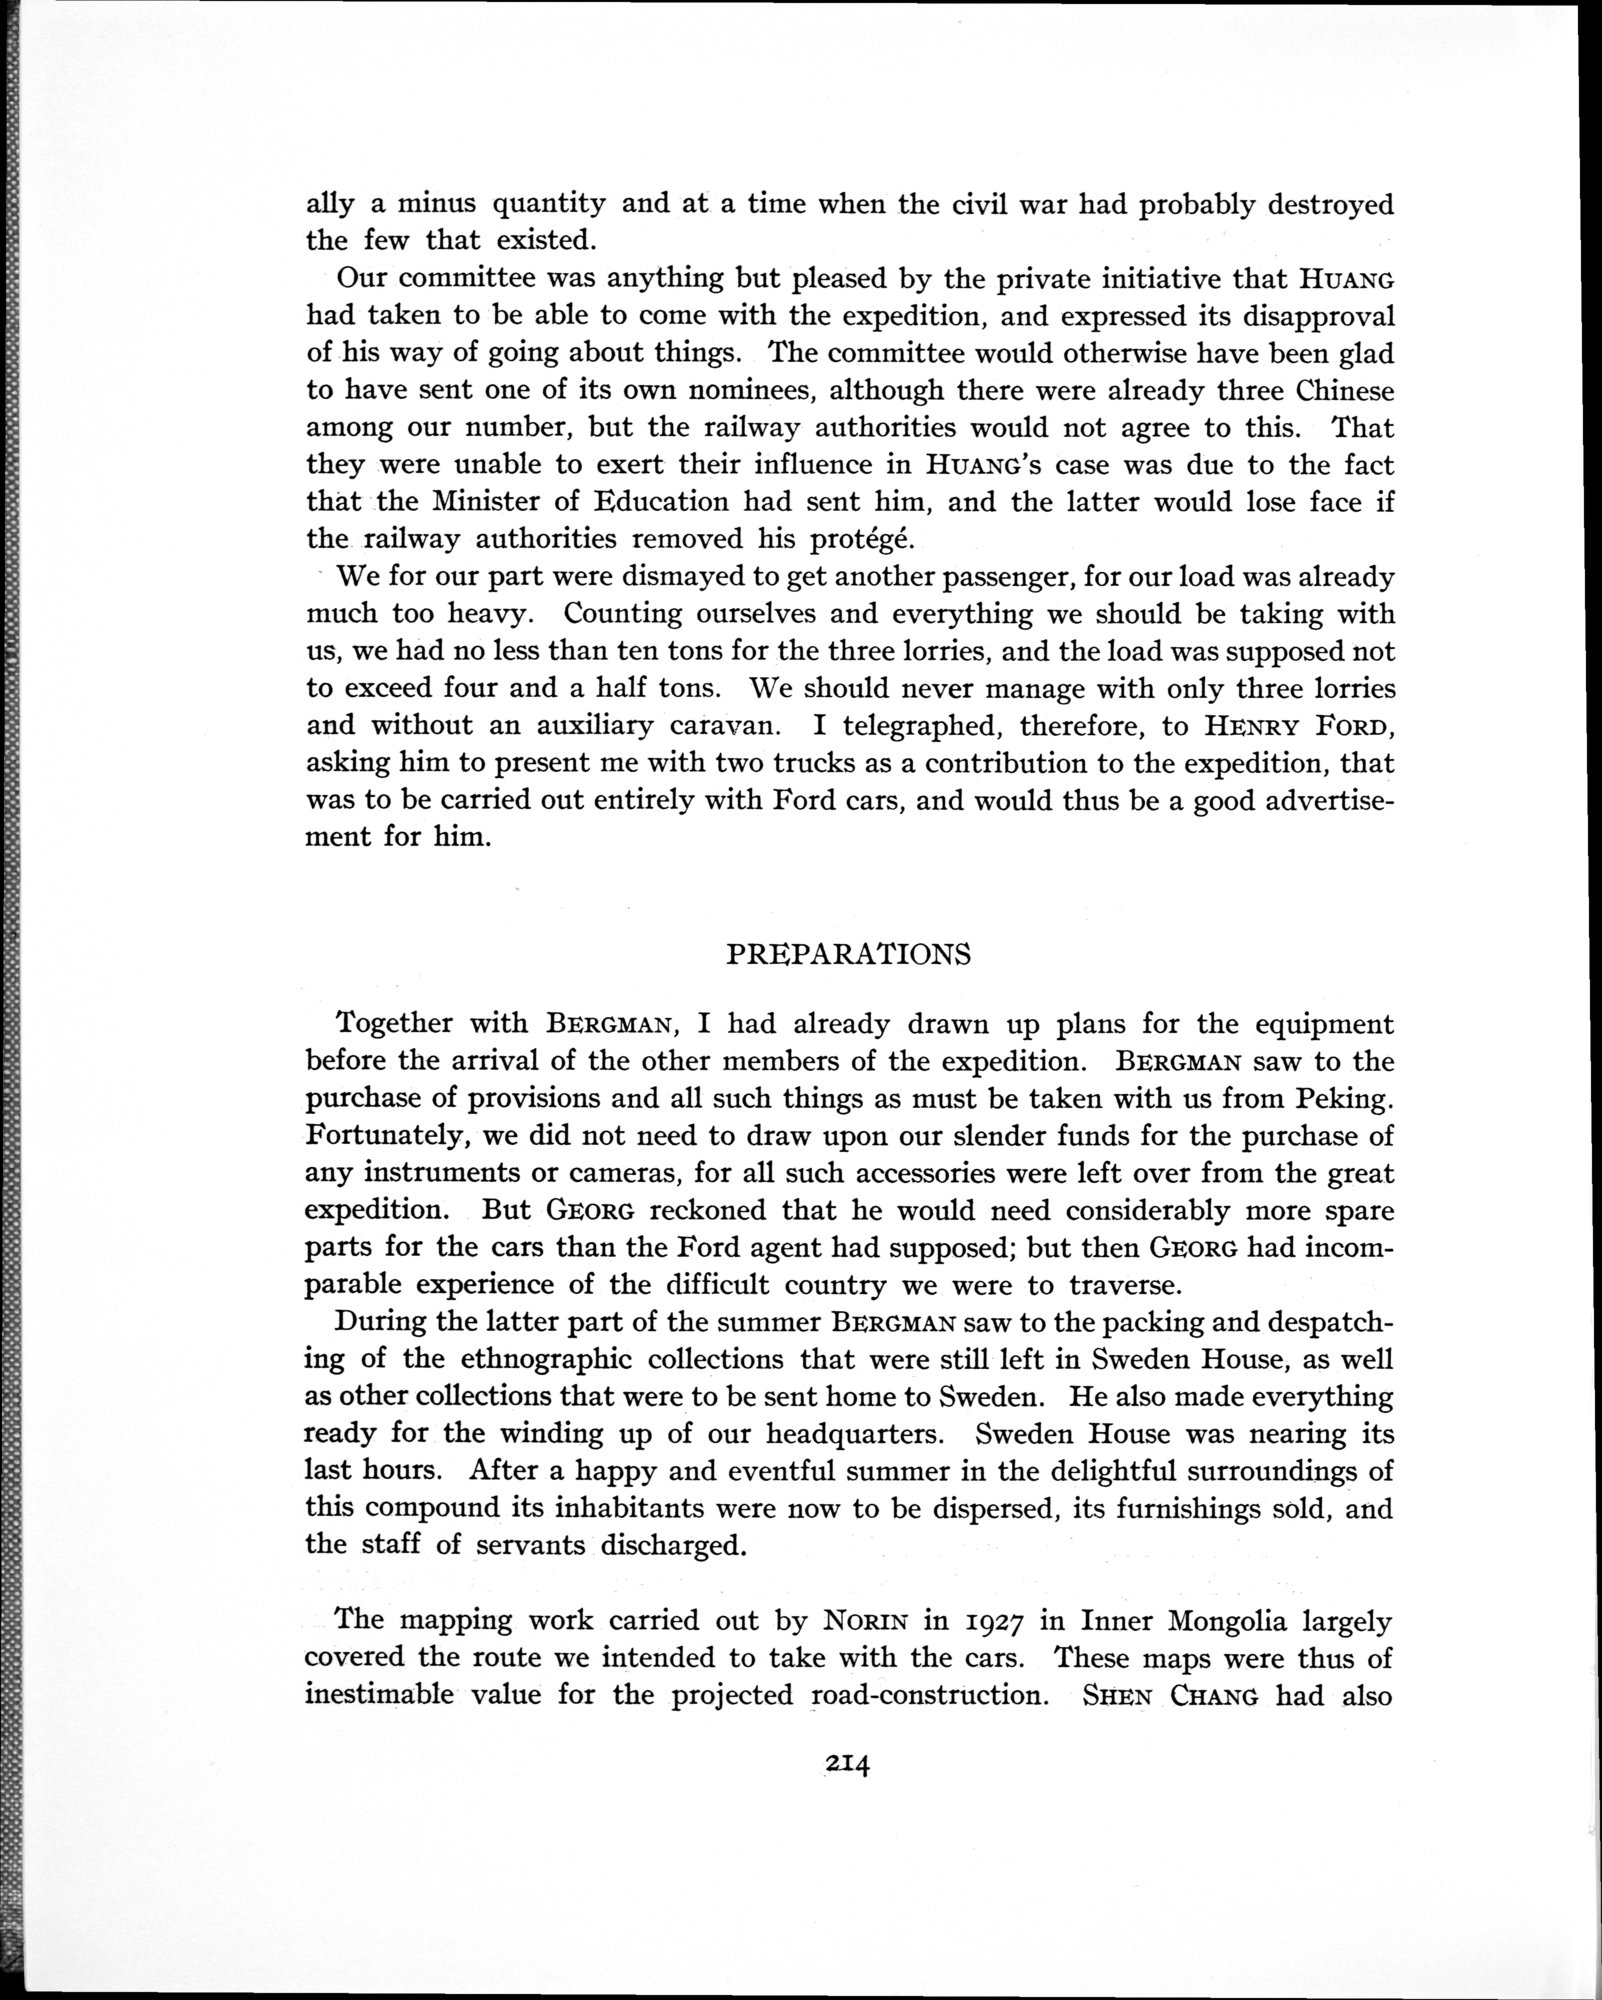 ally a minus quantity and at a time when the civil war had probably destroyed
the few that existed.
Our committee was anything but pleased by the private initiative that HUANG
had taken to be able to come with the expedition, and expressed its disapproval
of his way of going about things. The committee would otherwise have been glad
to have sent one of its own nominees, although there were already three Chinese
among our number, but the railway authorities would not agree to this. That
they were unable to exert their influence in HUANG's case was due to the fact
that the Minister of Education had sent him, and the latter would lose face if
the railway authorities removed his protégé.
We for our part were dismayed to get another passenger, for our load was already
much too heavy. Counting ourselves and everything we should be taking with
us, we had no less than ten tons for the three lorries, and the load was supposed not
to exceed four and a half tons. We should never manage with only three lorries
and without an auxiliary caravan. I telegraphed, therefore, to HENRY FORD,
asking him to present me with two trucks as a contribution to the expedition, that
was to be carried out entirely with Ford cars, and would thus be a good advertise-
ment for him.
PREPARATIONS
Together with BERGMAN, I had already drawn up plans for the equipment
before the arrival of the other members of the expedition. BERGMAN saw to the
purchase of provisions and all such things as must be taken with us from Peking.
Fortunately, we did not need to draw upon our slender funds for the purchase of
any instruments or cameras, for all such accessories were left over from the great
expedition. But GEORG reckoned that he would need considerably more spare
parts for the cars than the Ford agent had supposed; but then GEORG had incom-
parable experience of the difficult country we were to traverse.
During the latter part of the summer BERGMAN saw to the packing and despatch-
ing of the ethnographic collections that were still left in Sweden House, as well
as other collections that were to be sent home to Sweden. He also made everything
ready for the winding up of our headquarters. Sweden House was nearing its
last hours. After a happy and eventful summer in the delightful surroundings of
this compound its inhabitants were now to be dispersed, its furnishings sold, and
the staff of servants discharged.
The mapping work carried out by NORIN in 1927 in Inner Mongolia largely
covered the route we intended to take with the cars. These maps were thus of
inestimable value for the projected road-construction. SHEN CHANG had also
214